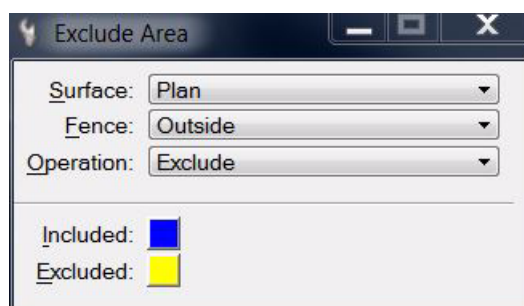 Exclude Area
Surface: Plan
Fence: Outside
Operation: Exclude
Included:
Excluded: